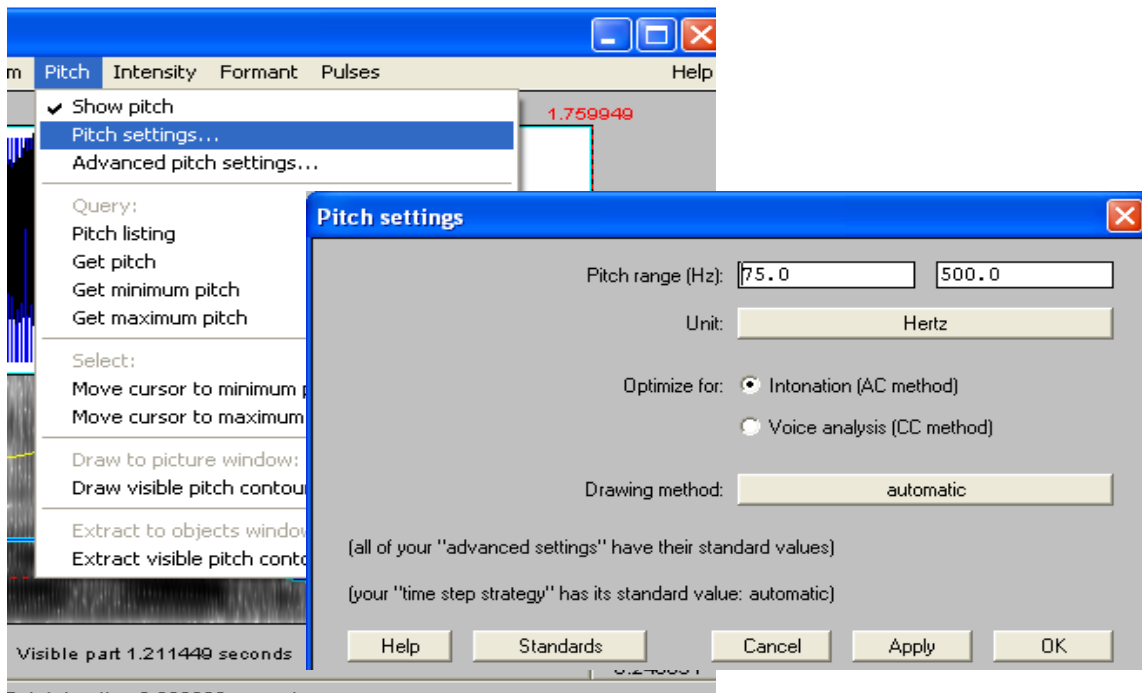 m Pitch Intensity Formant Pulses Help
Show pitch
1.759949
Pitch settings...
Advanced pitch settings...
Query:
Pitch listing
Get pitch
Get minimum pitch
Get maximum pitch
Select:
Move cursor to minimum p
Move cursor to maximum
Draw to picture window:
Draw visible pitch contou
Extract to objects window
Extract visible pitch conto
Visible part 1.211449 seconds
Pitch settings
Pitch range (Hz): 75.0 500.0
Unit: Hertz
Optimize for: Intonation (AC method)
Voice analysis (CC method)
Drawing method: automatic
(all of your "advanced settings" have their standard values)
(your "time step strategy" has its standard value: automatic)
Help Standards Cancel Apply OK